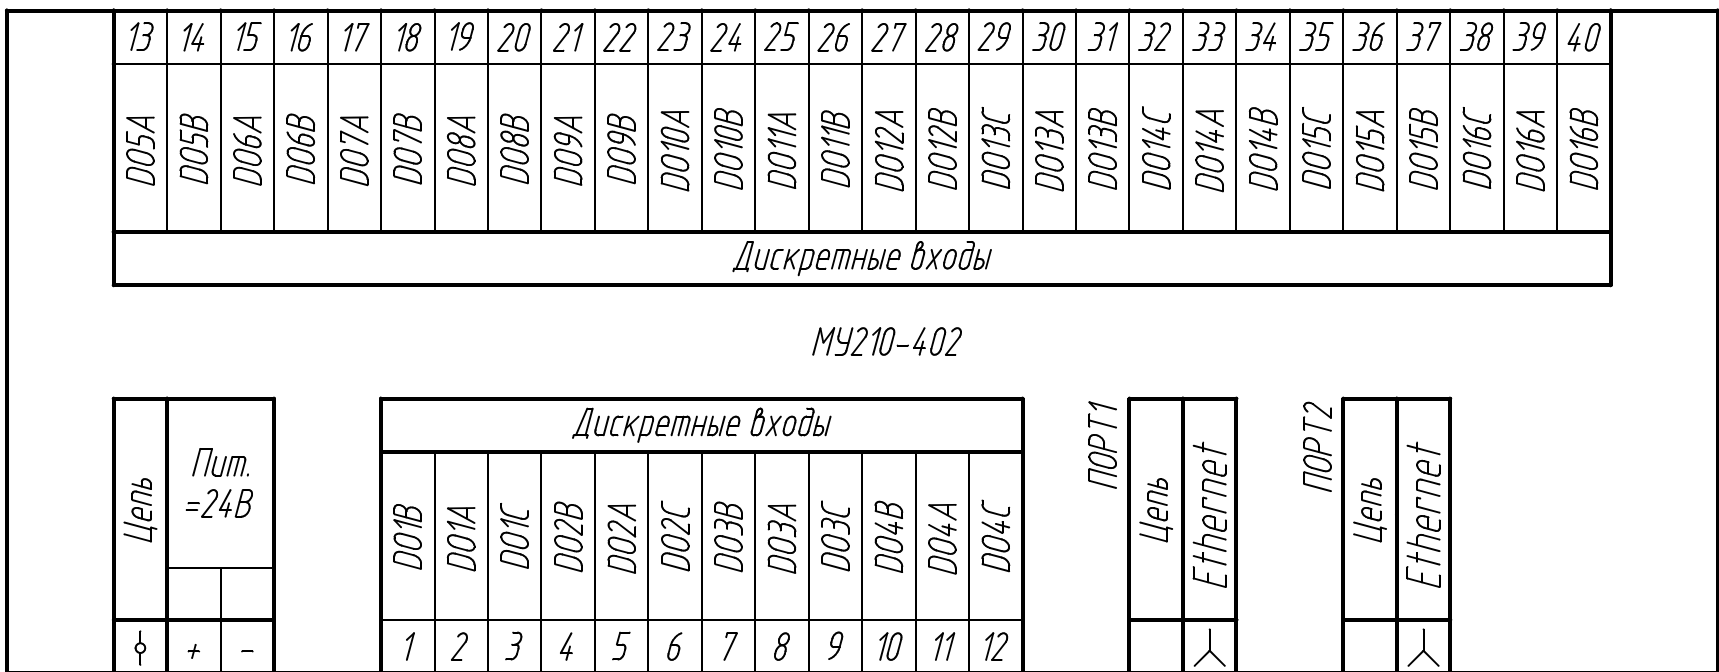 13 14 15 16 17 18 19 20 21 22 23 24 25 26 27 28 29 30 31 32 33 34 35 36 37 38 39 40
DO5A DO5B DO6A DO6B DO7A DO7B DO8A DO8B DO9A DO9B DO10A DO10B DO11A DO11B DO12A DO12B DO13C DO13A DO13B DO14C DO14A DO14B DO15C DO15A DO15B DO16C DO16A DO16B
Дискретные входы
МУ210-402
Цепь
Пит.
=24В
+ -
Дискретные входы
DO1B DO1A DO1C DO2B DO2A DO2C DO3B DO3A DO3C DO4B DO4A DO4C
1 2 3 4 5 6 7 8 9 10 11 12
ПОРТ1
Цепь
Ethernet
ПОРТ2
Цепь
Ethernet